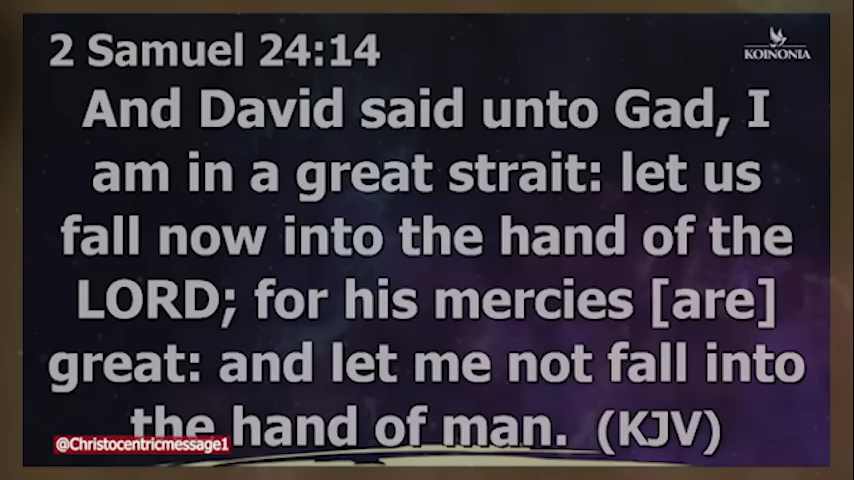 2 Samuel 24:14
KOINONIA
And David said unto Gad, I
am in a great strait: let us
fall now into the hand of the
LORD; for his mercies [are]
great: and let me not fall into
the hand of man. (KJV)
@Christocentricmessage1